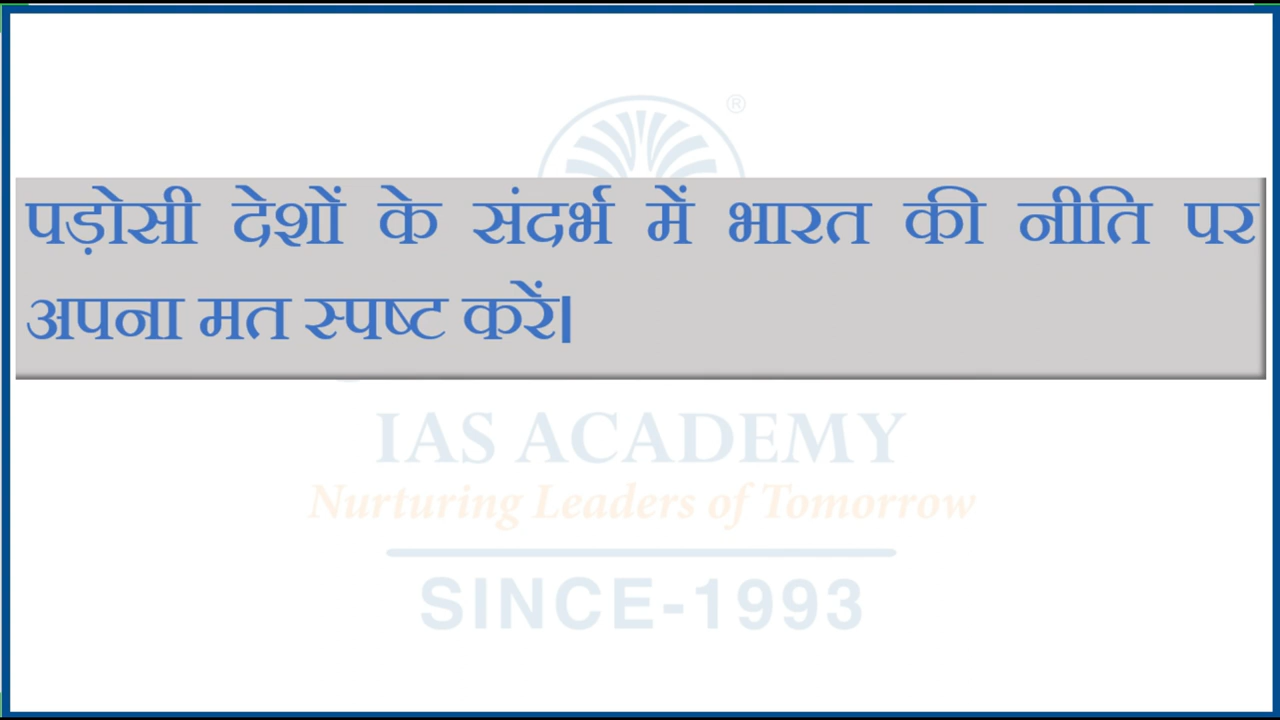 ®
पड़ोसी देशों के संदर्भ में भारत की नीति पर
अपना मत स्पष्ट करें।
IAS ACADEMY
Nurturing Leaders of Tomorrow
SINCE-1993